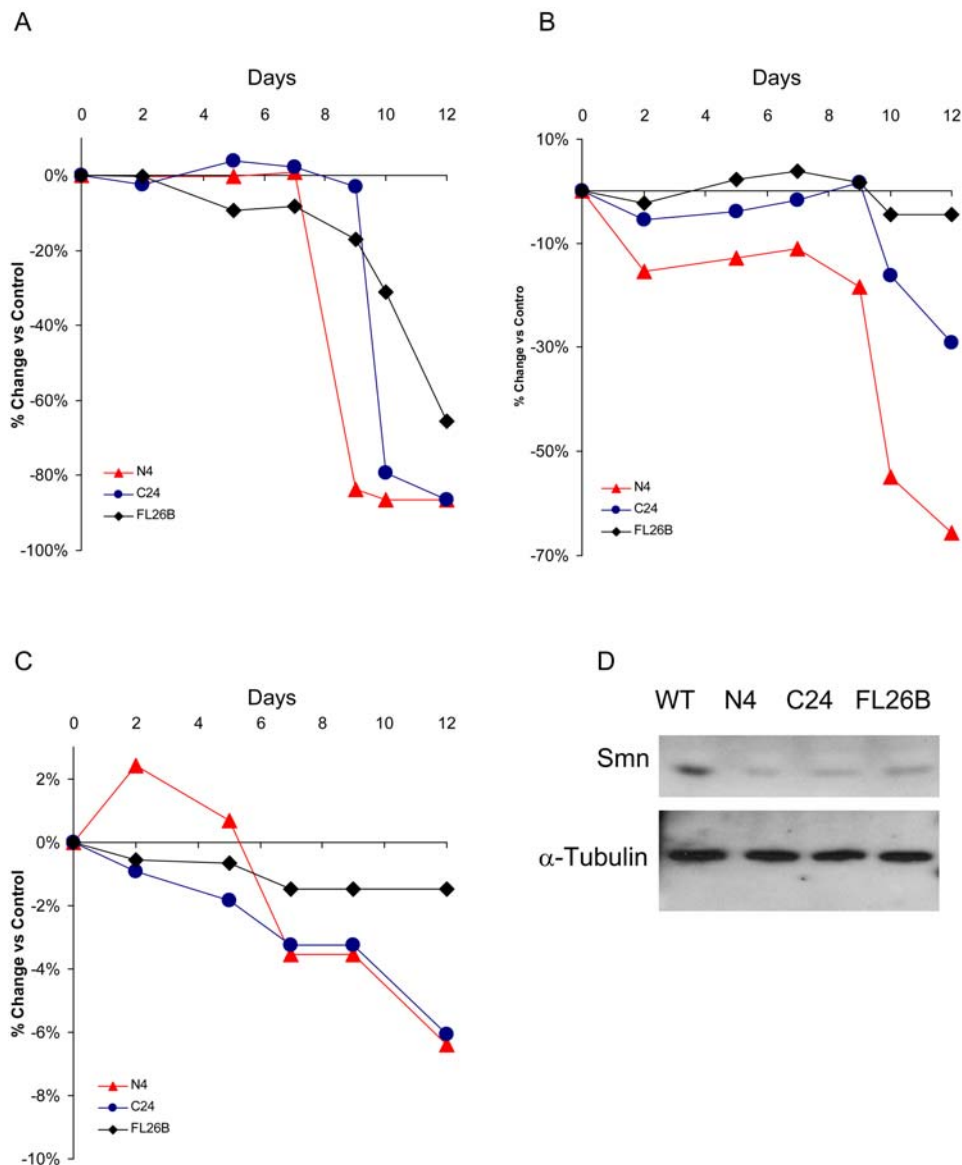 A
Days
0 2 4 6 8 10 12
0%
-20%
-40%
-60%
-80%
-100%
% Change vs Control
N4
C24
FL26B
B
Days
0 2 4 6 8 10 12
10%
-10%
-30%
-50%
-70%
% Change vs Contro
N4
C24
FL26B
C
Days
0 2 4 6 8 10 12
2%
0%
-2%
-4%
-6%
-8%
-10%
% Change vs Control
N4
C24
FL26B
D
WT N4 C24 FL26B
Smn
α-Tubulin